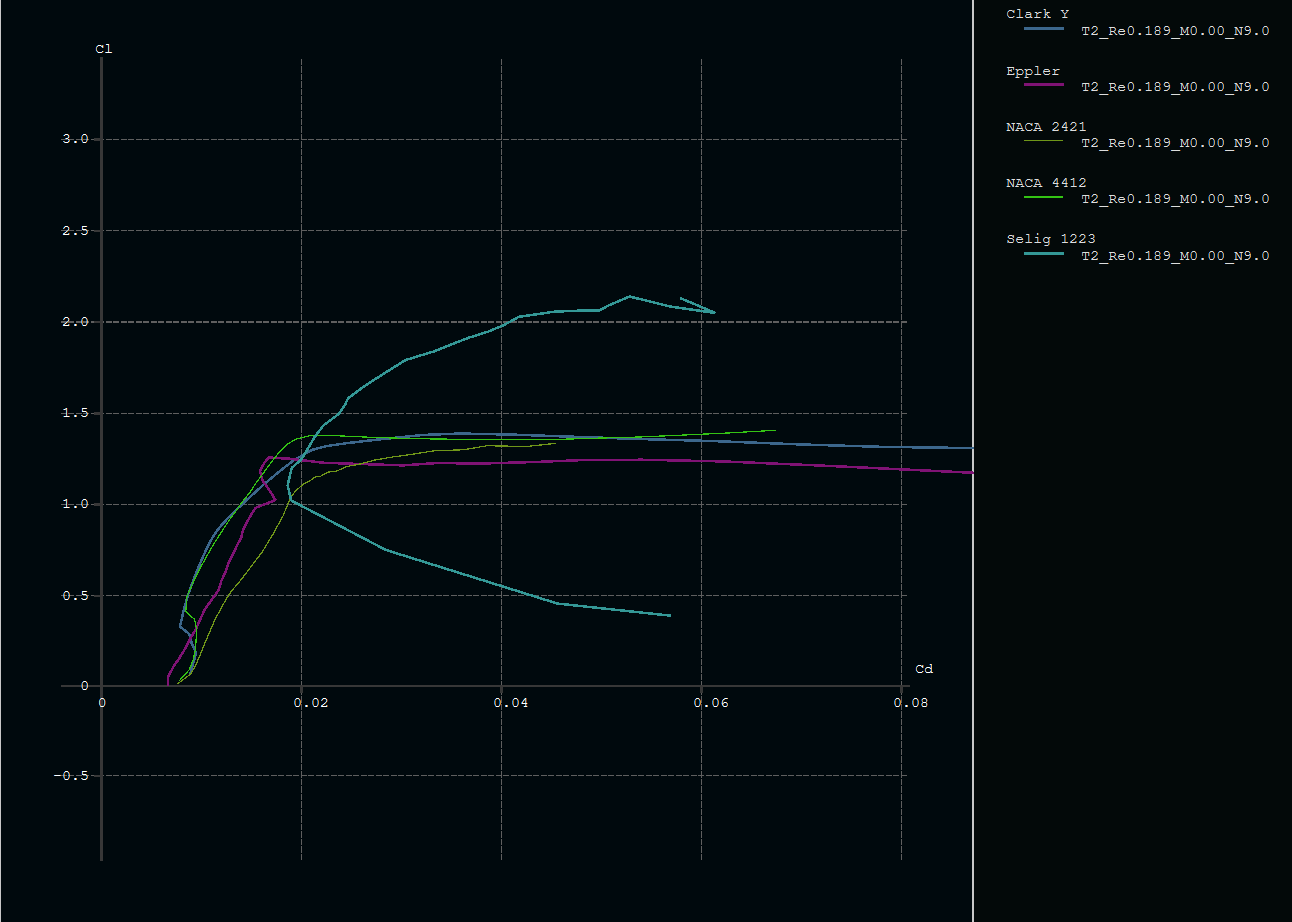 Cl
3.0
2.5
2.0
1.5
1.0
0.5
0
-0.5
0
0.02
0.04
0.06
0.08
Cd
Clark Y
T2_Re0.189_M0.00_N9.0
Eppler
T2_Re0.189_M0.00_N9.0
NACA 2421
T2_Re0.189_M0.00_N9.0
NACA 4412
T2_Re0.189_M0.00_N9.0
Selig 1223
T2_Re0.189_M0.00_N9.0